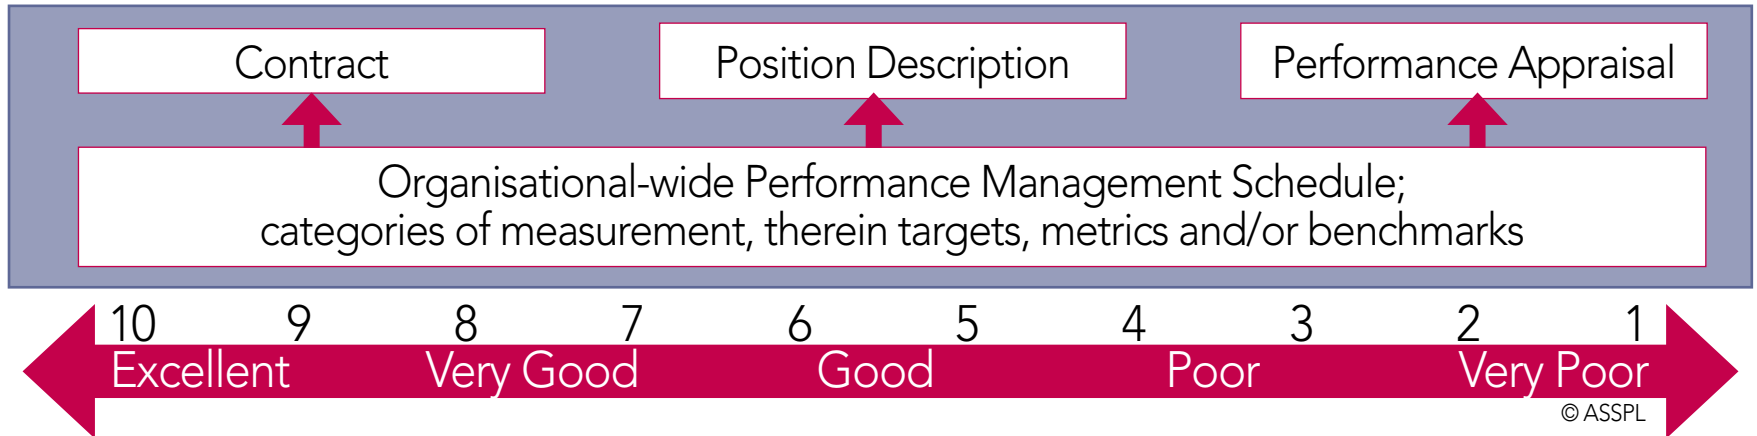 Contract
Position Description
Performance Appraisal
Organisational-wide Performance Management Schedule;
categories of measurement, therein targets, metrics and/or benchmarks
10 9 8 7 6 5 4 3 2 1
Excellent Very Good Good Poor Very Poor
© ASSPL